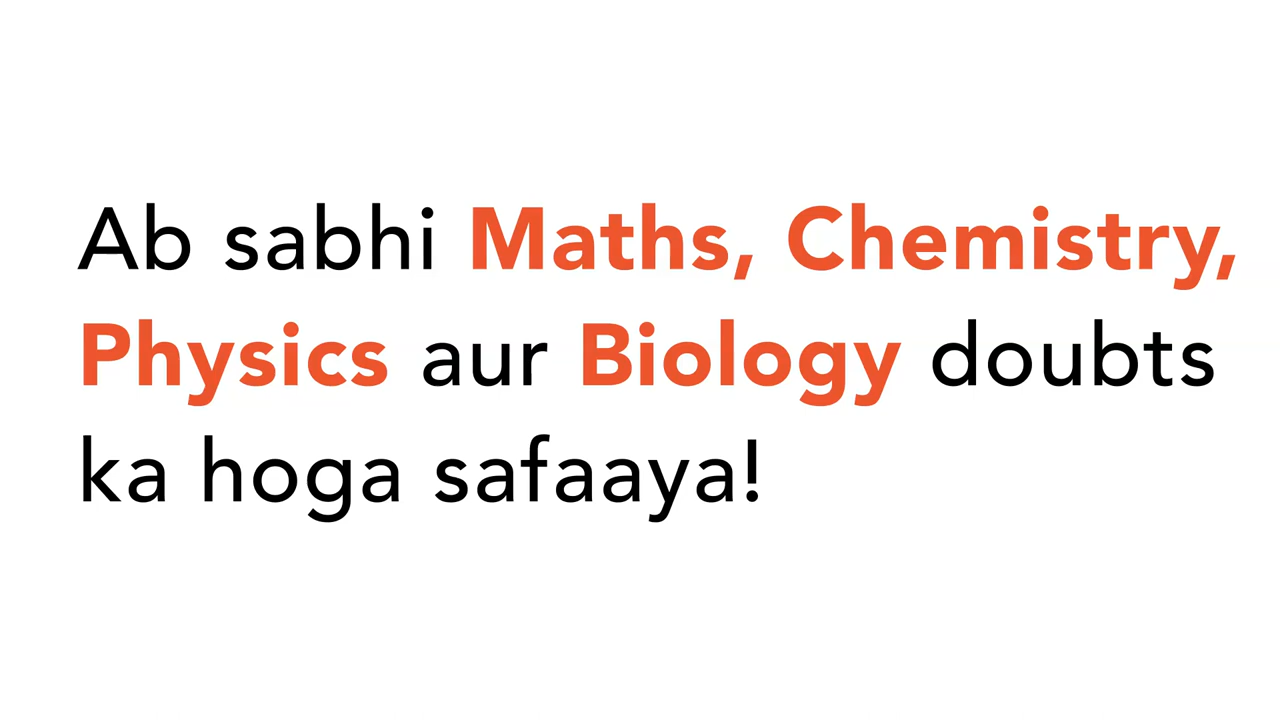 Ab sabhi Maths, Chemistry,
Physics aur Biology doubts
ka hoga safaaya!